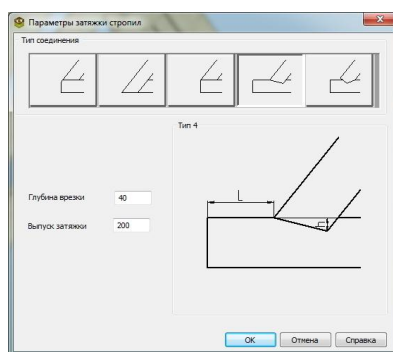 Параметры затяжки стропил
Тип соединения
Тип 4
L
h
Глубина врезки 40
Выпуск затяжки 200
OK Отмена Справка